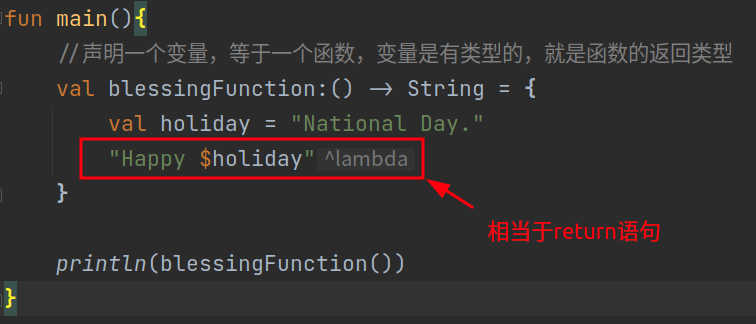 fun main(){
//声明一个变量，等于一个函数，变量是有类型的，就是函数的返回类型
val blessingFunction:() -> String = {
val holiday = "National Day."
"Happy $holiday" ^lambda
}
相当于return语句
println(blessingFunction())
}